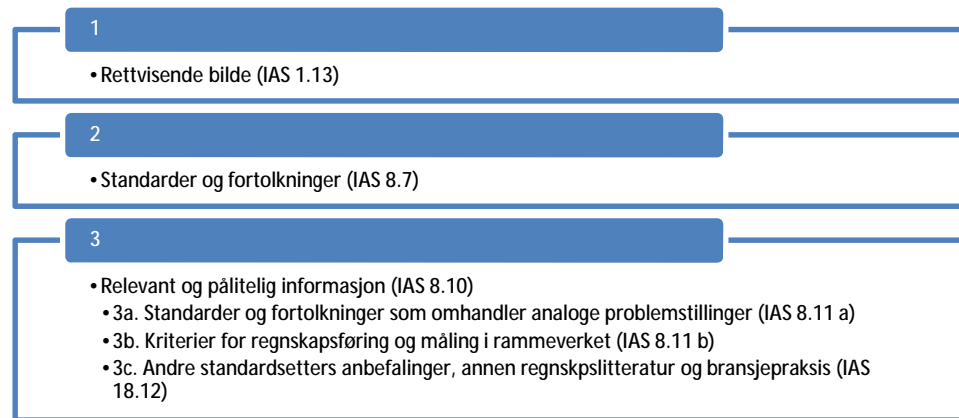 1
• Rettvisende bilde (IAS 1.13)
2
• Standarder og fortolkninger (IAS 8.7)
3
• Relevant og pålitelig informasjon (IAS 8.10)
• 3a. Standarder og fortolkninger som omhandler analoge problemstillinger (IAS 8.11 a)
• 3b. Kriterier for regnskapsføring og måling i rammeverket (IAS 8.11 b)
• 3c. Andre standardsetters anbefalinger, annen regnskpslitteratur og bransjepraksis (IAS
18.12)